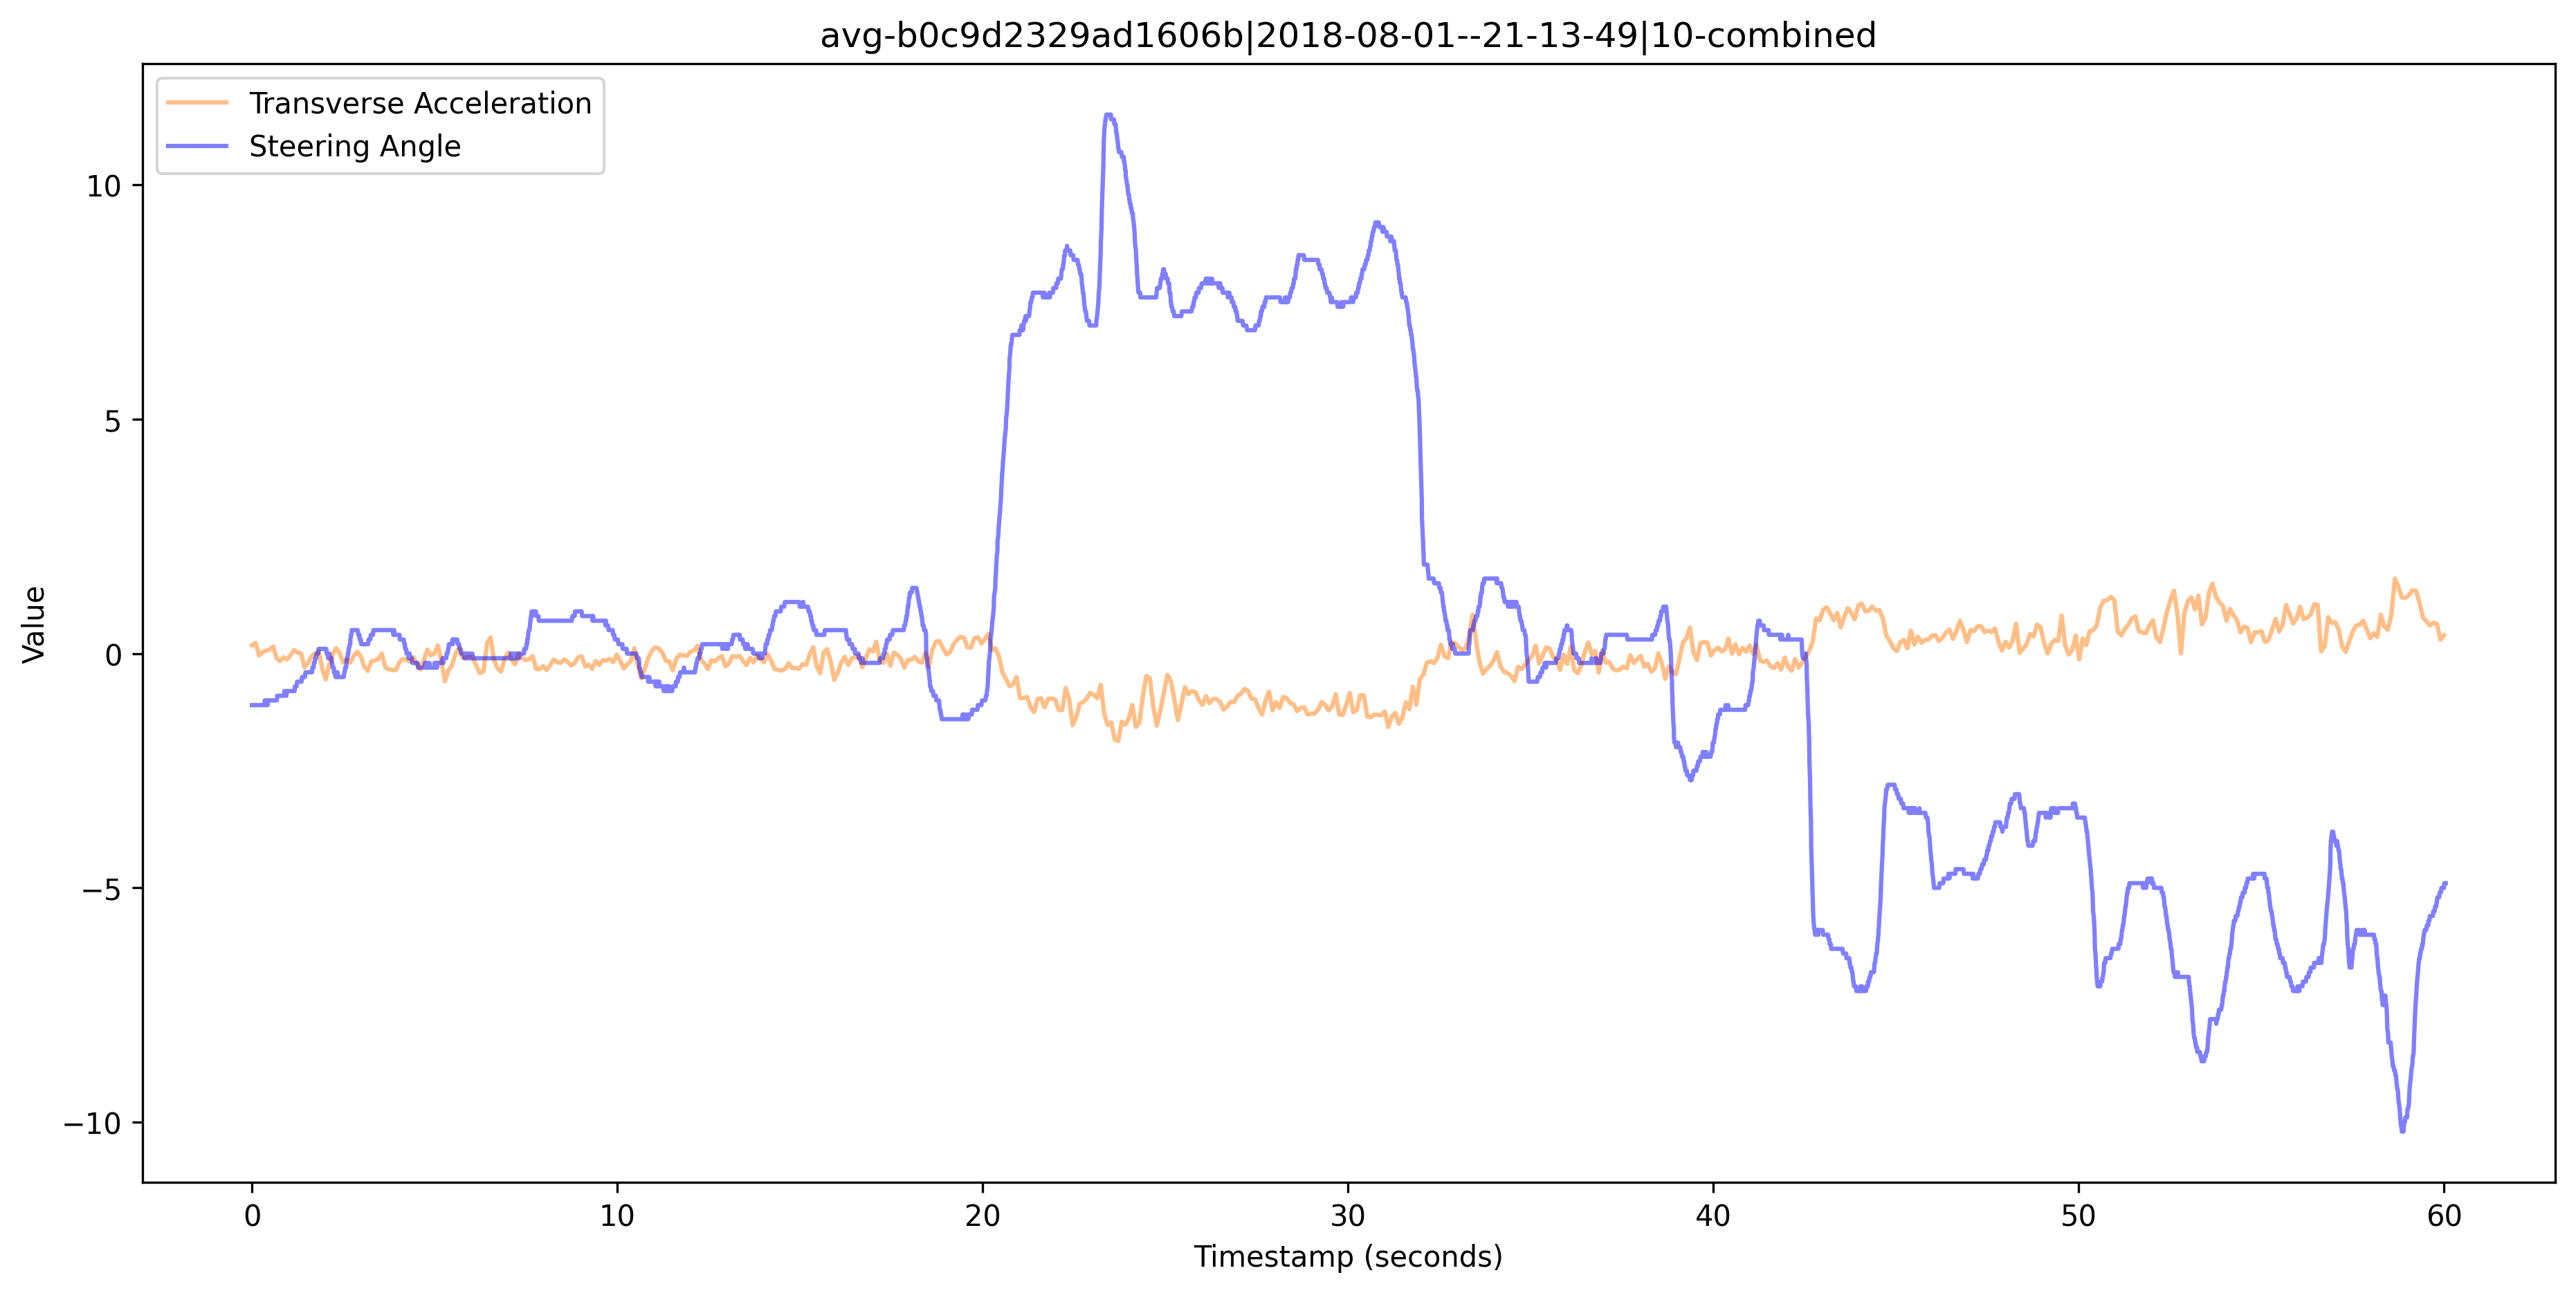 avg-b0c9d2329ad1606b|2018-08-01--21-13-49|10-combined
Transverse Acceleration
Steering Angle
10
5
0
−5
−10
Value
0 10 20 30 40 50 60
Timestamp (seconds)